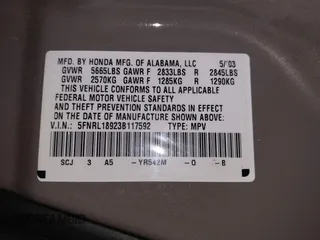 MFD. BY HONDA MFG. OF ALABAMA, LLC 5/'03
GVWR 5665LBS GAWR F 2833LBS R 2845LBS
GVWR 2570KG GAWR F 1285KG R 1290KG
THIS VEHICLE CONFORMS TO ALL APPLICABLE
FEDERAL MOTOR VEHICLE SAFETY, BUMPER,
AND THEFT PREVENTION STANDARDS IN EFFECT
ON THE DATE OF MANUFACTURE SHOWN ABOVE.
V.I.N.: 5FNRL18923B117592 TYPE: MPV
SCJ 3 A5 -YR542M -O -8